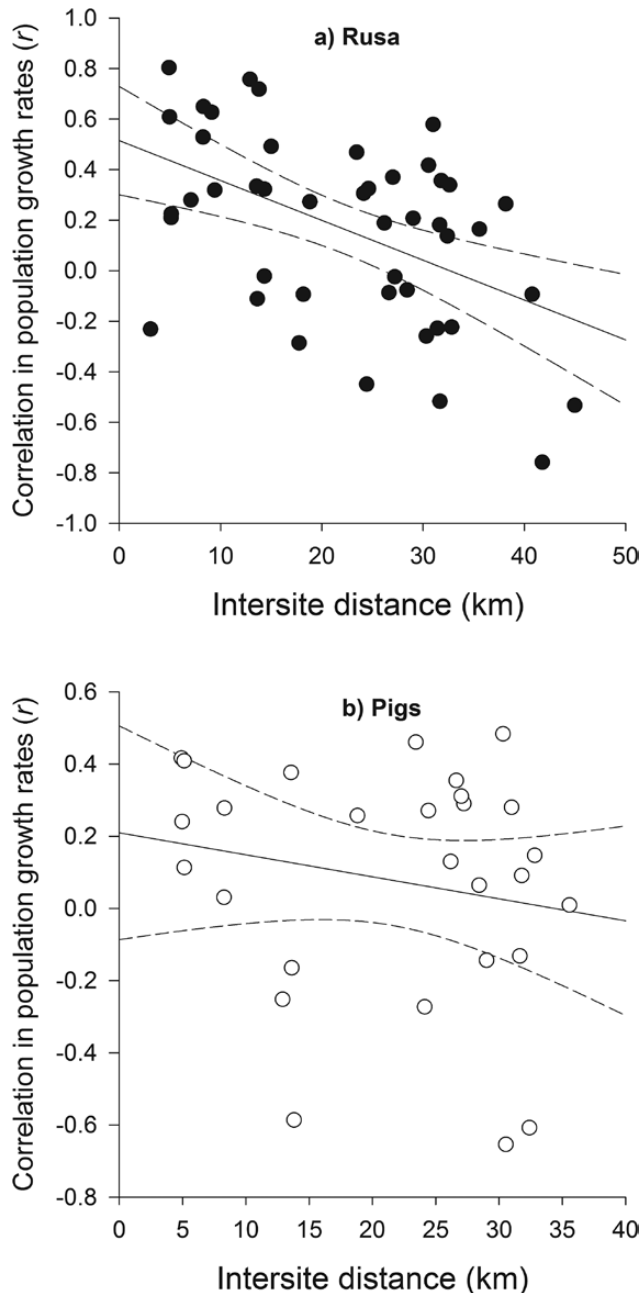 a) Rusa
Correlation in population growth rates (r)
1.0
0.8
0.6
0.4
0.2
0.0
-0.2
-0.4
-0.6
-0.8
-1.0
0 10 20 30 40 50
Intersite distance (km)
b) Pigs
Correlation in population growth rates (r)
0.6
0.4
0.2
0.0
-0.2
-0.4
-0.6
-0.8
0 5 10 15 20 25 30 35 40
Intersite distance (km)